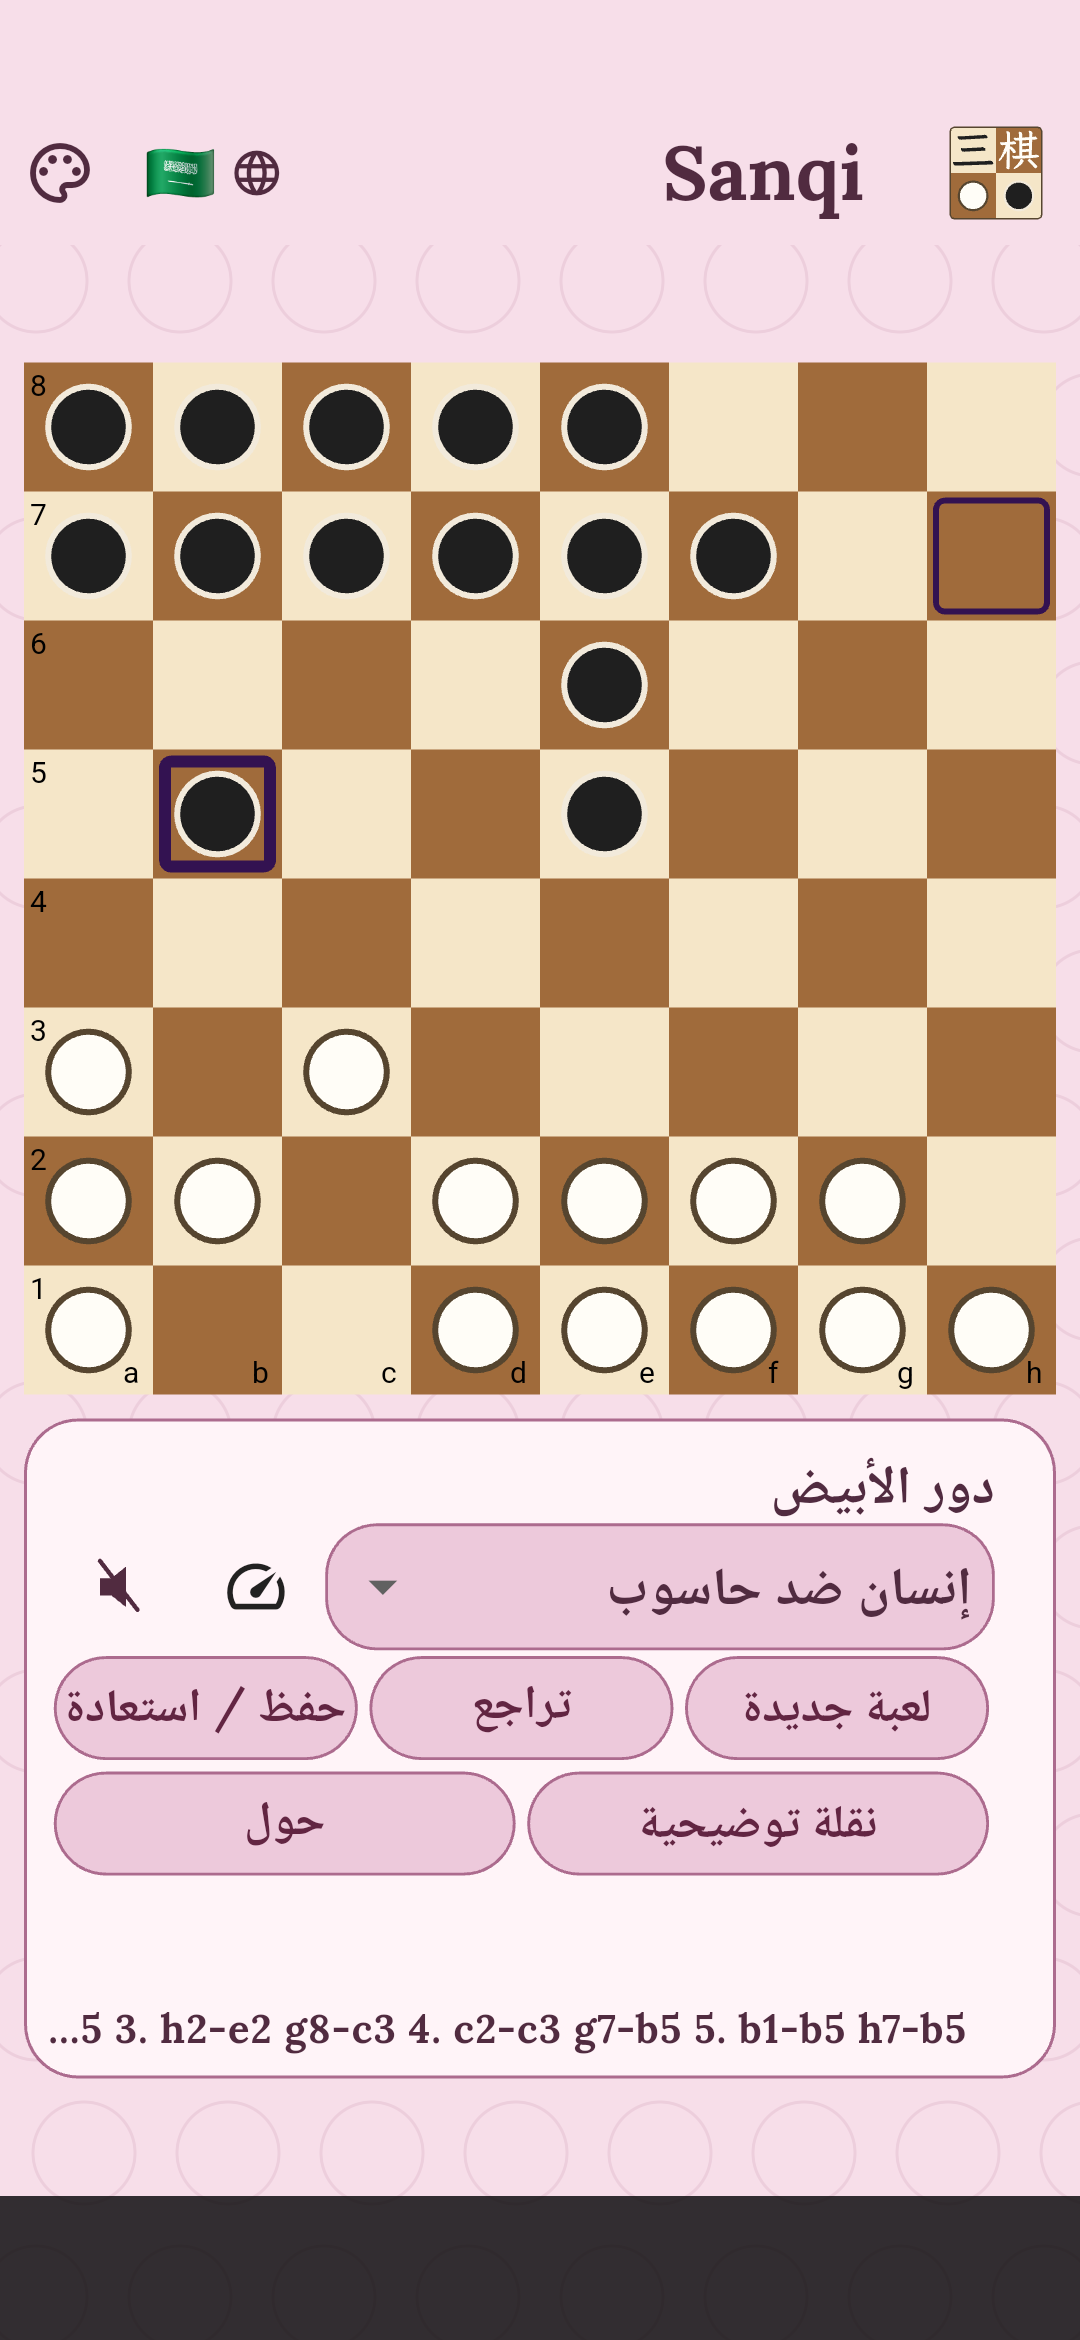 Sanqi
三棋
8
7
6
5
4
3
2
1
a b c d e f g h
دور الأبيض
إنسان ضد حاسوب
لعبة جديدة تراجع حفظ / استعادة
نقلة توضيحية حول
...5 3. h2-e2 g8-c3 4. c2-c3 g7-b5 5. b1-b5 h7-b5